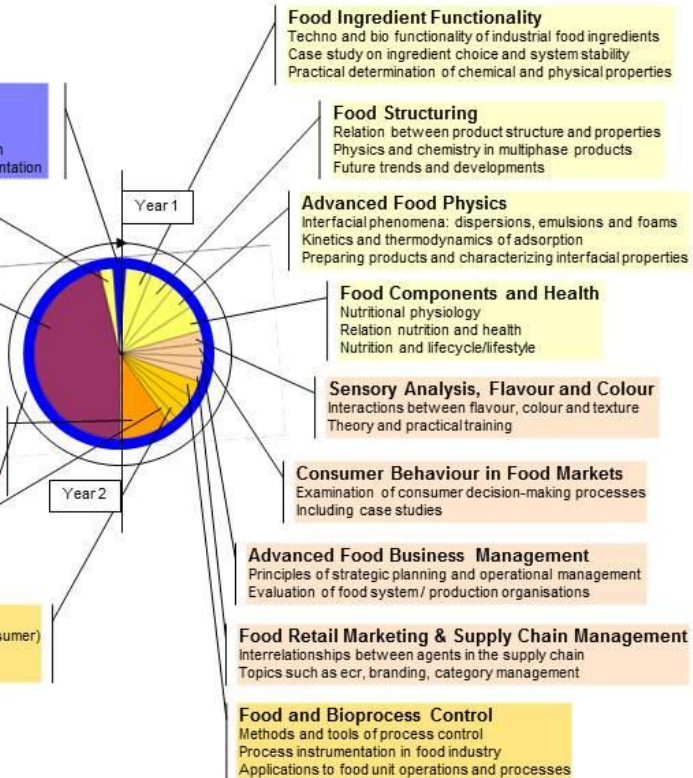 Food Ingredient Functionality
Techno and bio functionality of industrial food ingredients
Case study on ingredient choice and system stability
Practical determination of chemical and physical properties
Food Structuring
Relation between product structure and properties
Physics and chemistry in multiphase products
Future trends and developments
ntation
Year 1
Advanced Food Physics
Interfacial phenomena: dispersions, emulsions and foams
Kinetics and thermodynamics of adsorption
Preparing products and characterizing interfacial properties
Food Components and Health
Nutritional physiology
Relation nutrition and health
Nutrition and lifecycle/lifestyle
Sensory Analysis, Flavour and Colour
Interactions between flavour, colour and texture
Theory and practical training
Year 2
Consumer Behaviour in Food Markets
Examination of consumer decision-making processes
Including case studies
Advanced Food Business Management
Principles of strategic planning and operational management
Evaluation of food system / production organisations
sumer)
Food Retail Marketing & Supply Chain Management
Interrelationships between agents in the supply chain
Topics such as ecr, branding, category management
Food and Bioprocess Control
Methods and tools of process control
Process instrumentation in food industry
Applications to food unit operations and processes